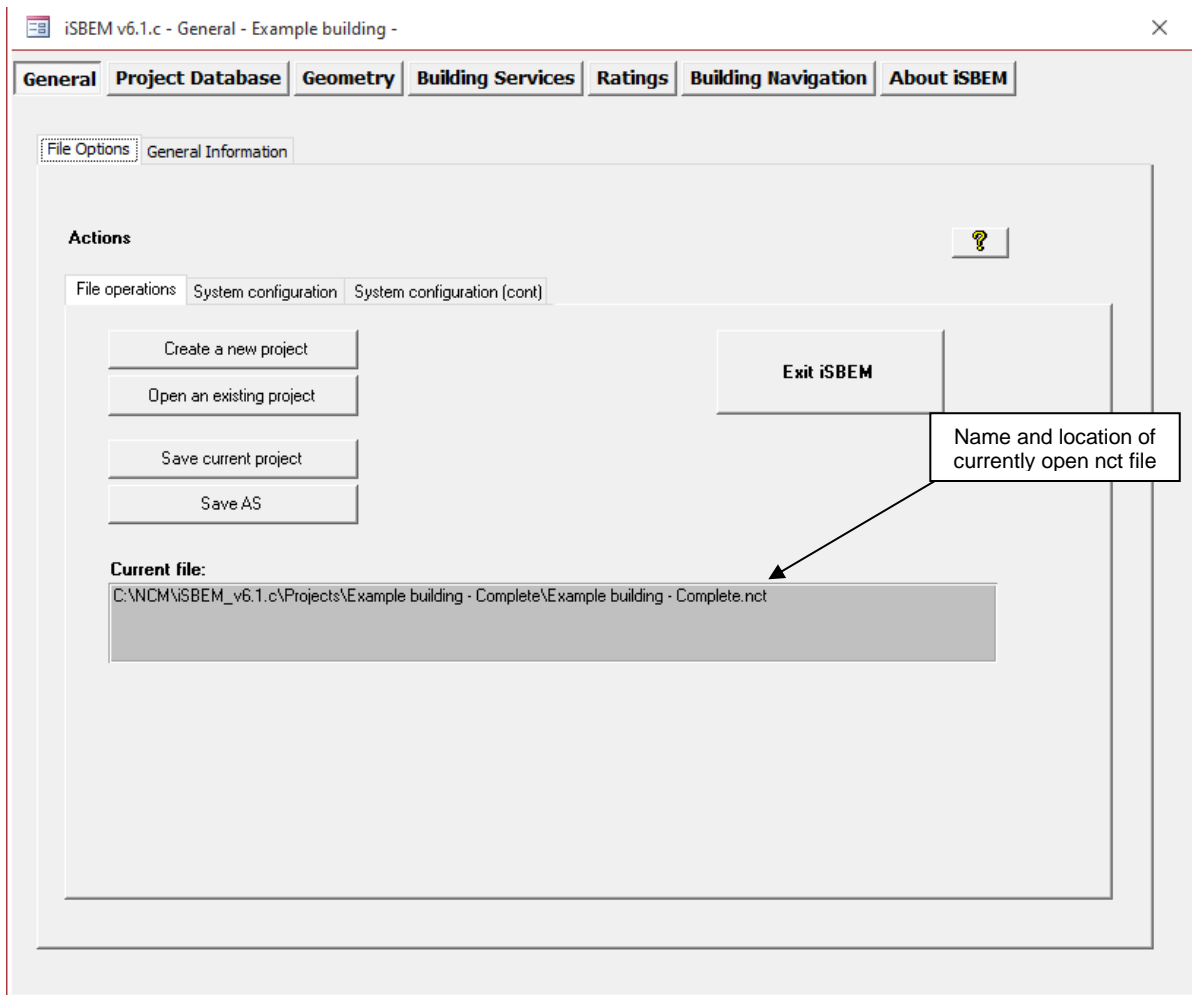 iSBEM v6.1.c - General - Example building -
General Project Database Geometry Building Services Ratings Building Navigation About iSBEM
File Options General Information
Actions
?
File operations System configuration System configuration (cont)
Create a new project
Exit iSBEM
Open an existing project
Name and location of
currently open nct file
Save current project
Save AS
Current file:
C:\NCM\iSBEM_v6.1.c\Projects\Example building - Complete\Example building - Complete.nct